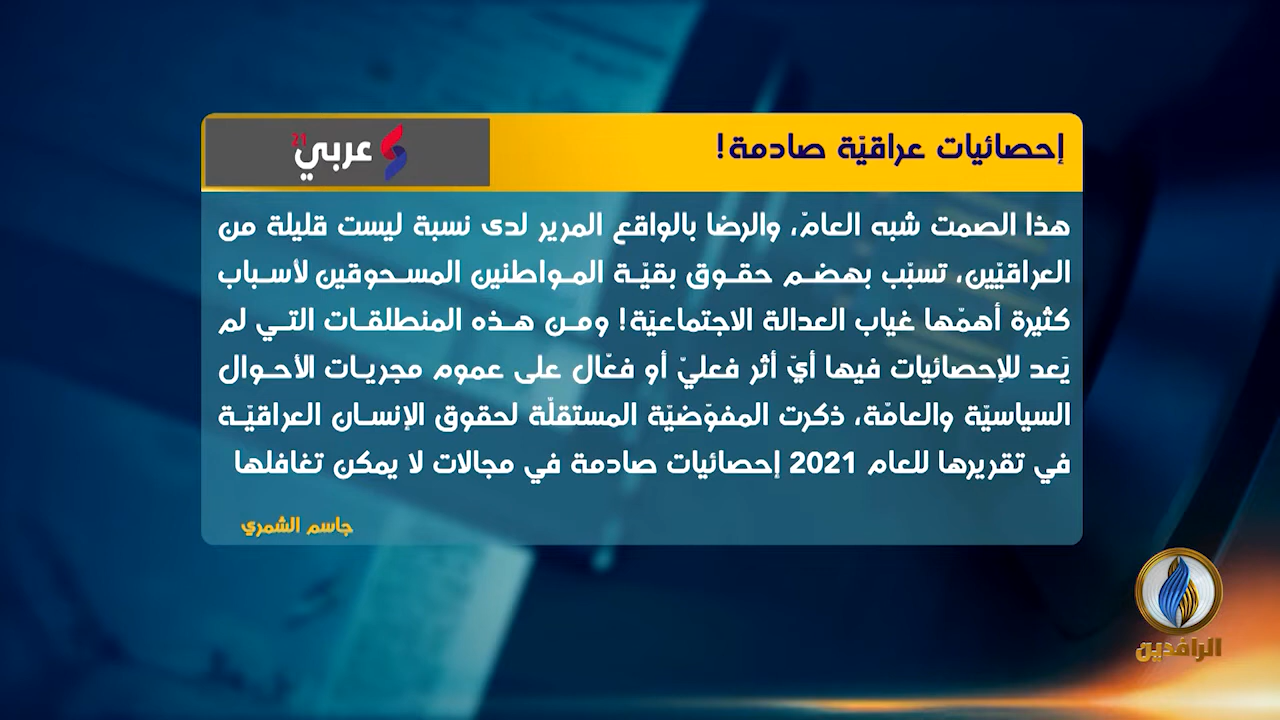 إحصائيات عراقيّة صادمة!
عربي21
هذا الصمت شبه العامّ، والرضا بالواقع المرير لدى نسبة ليست قليلة من
العراقيّين، تسبّب بهضم حقوق بقيّة المواطنين المسحوقين لأسباب
كثيرة أهمّها غياب العدالة الاجتماعيّة! ومن هذه المنطلقات التي لم
يَعد للإحصائيات فيها أيّ أثر فعليّ أو فعّال على عموم مجريات الأحوال
السياسيّة والعامّة، ذكرت المفوّضيّة المستقلّة لحقوق الإنسان العراقيّة
في تقريرها للعام 2021 إحصائيات صادمة في مجالات لا يمكن تغافلها
جاسم الشمري
الرافدين